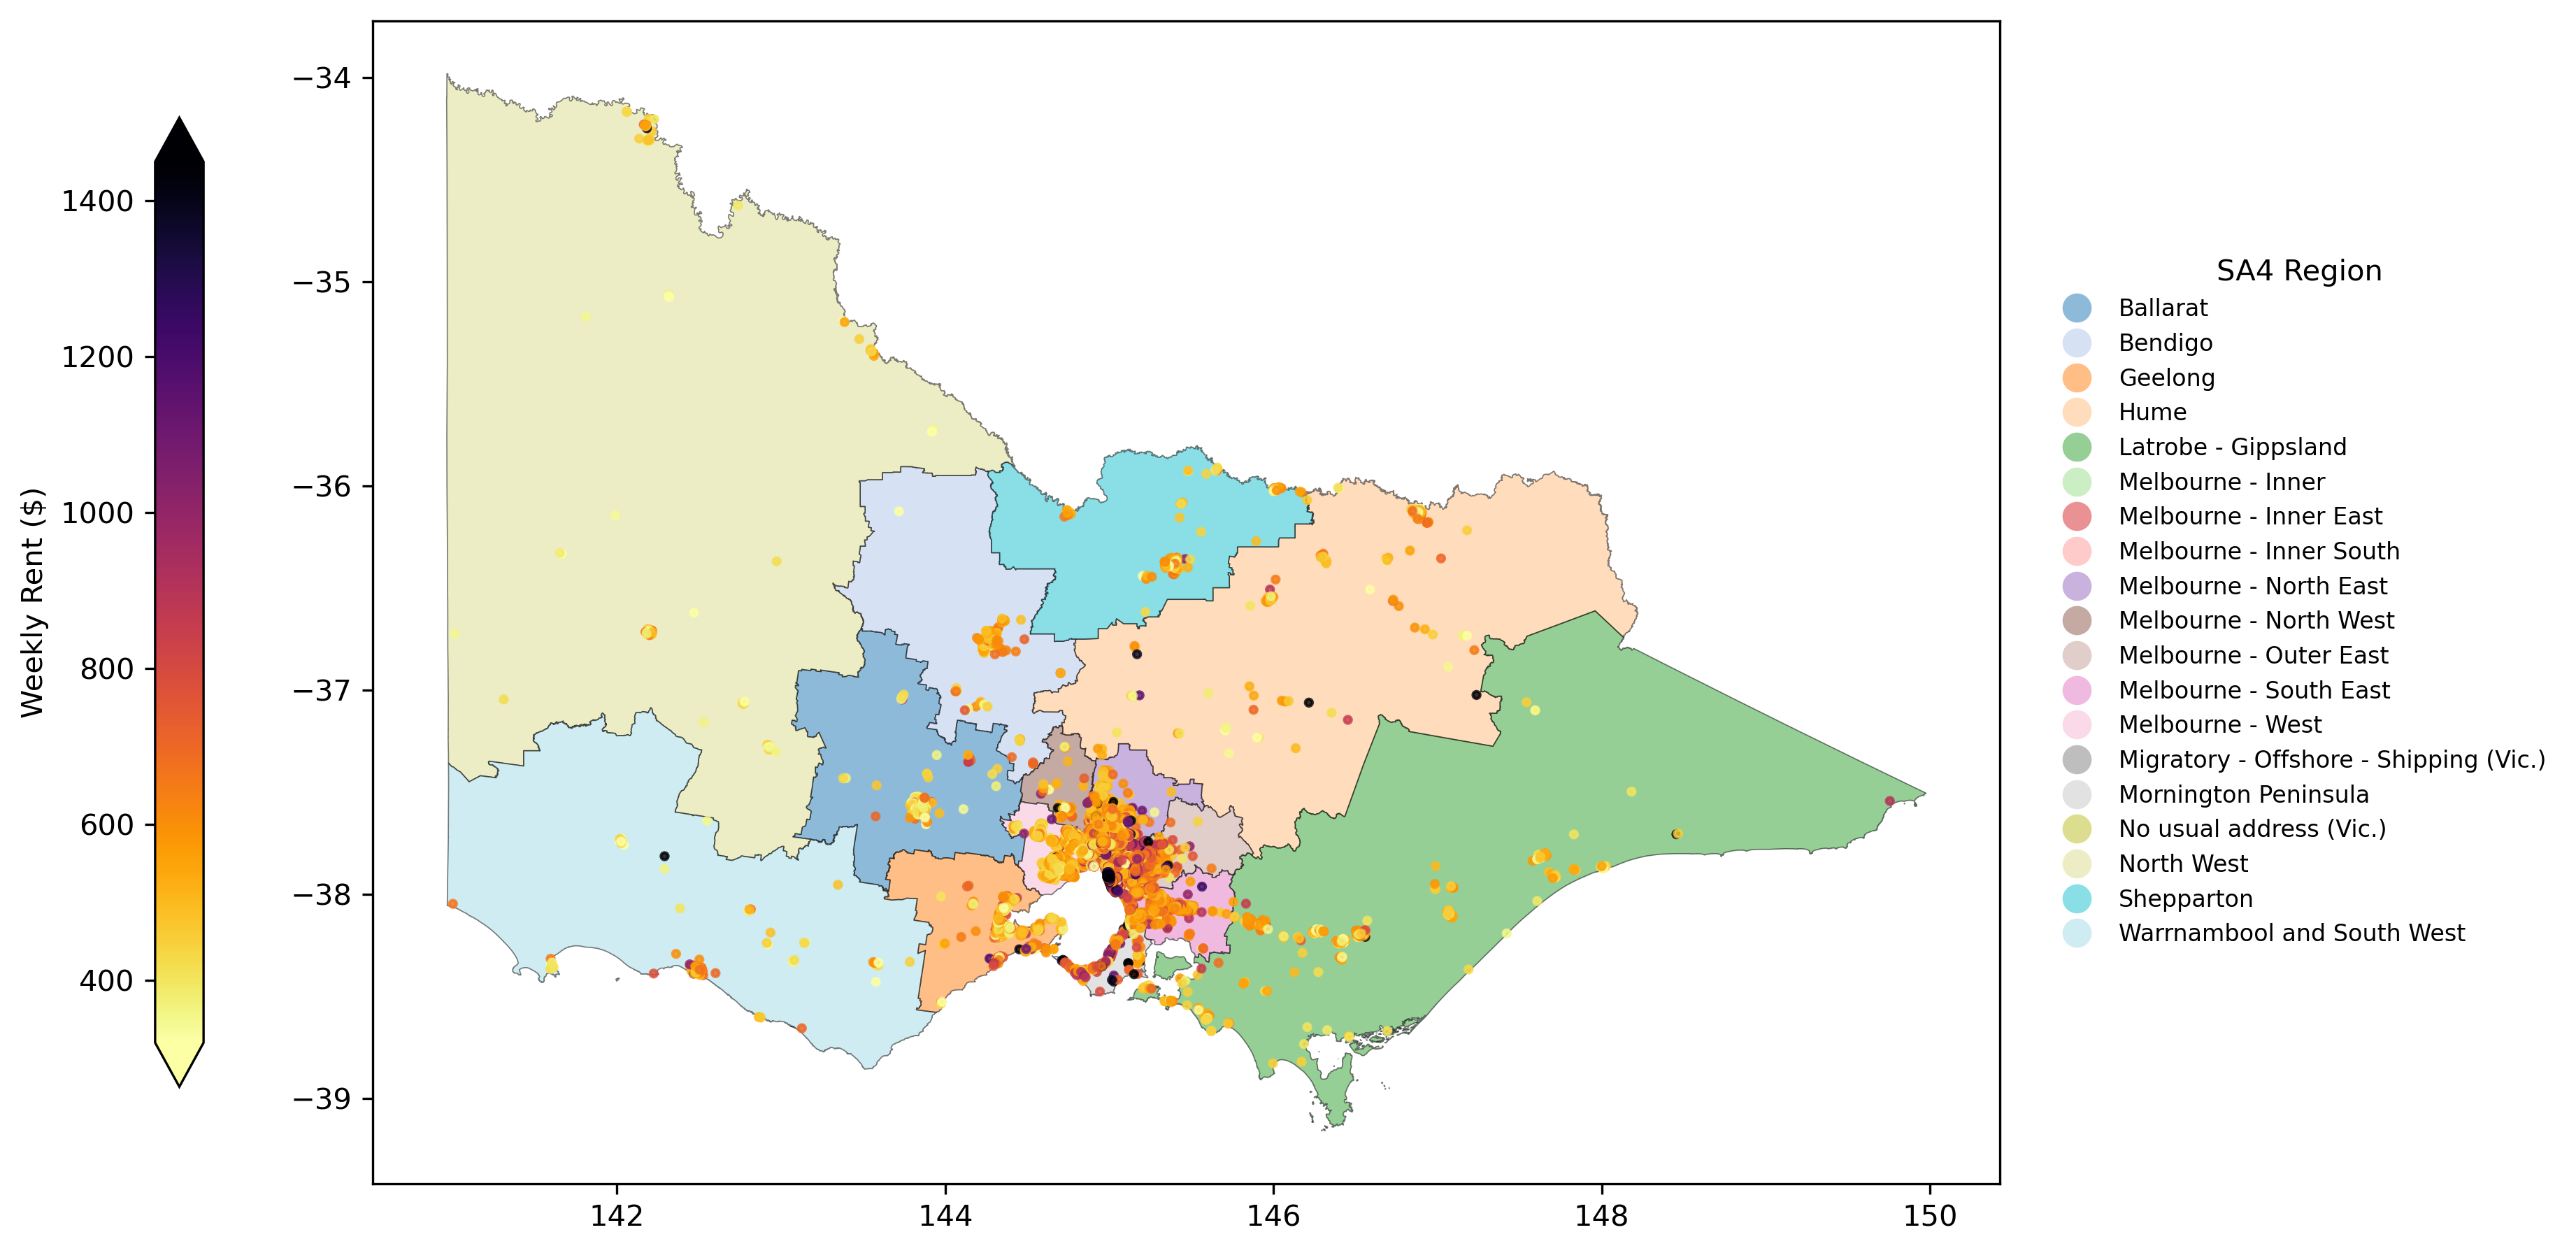 Weekly Rent ($)
1400
1200
1000
800
600
400
−34
−35
−36
−37
−38
−39
142
144
146
148
150
SA4 Region
Ballarat
Bendigo
Geelong
Hume
Latrobe - Gippsland
Melbourne - Inner
Melbourne - Inner East
Melbourne - Inner South
Melbourne - North East
Melbourne - North West
Melbourne - Outer East
Melbourne - South East
Melbourne - West
Migratory - Offshore - Shipping (Vic.)
Mornington Peninsula
No usual address (Vic.)
North West
Shepparton
Warrnambool and South West